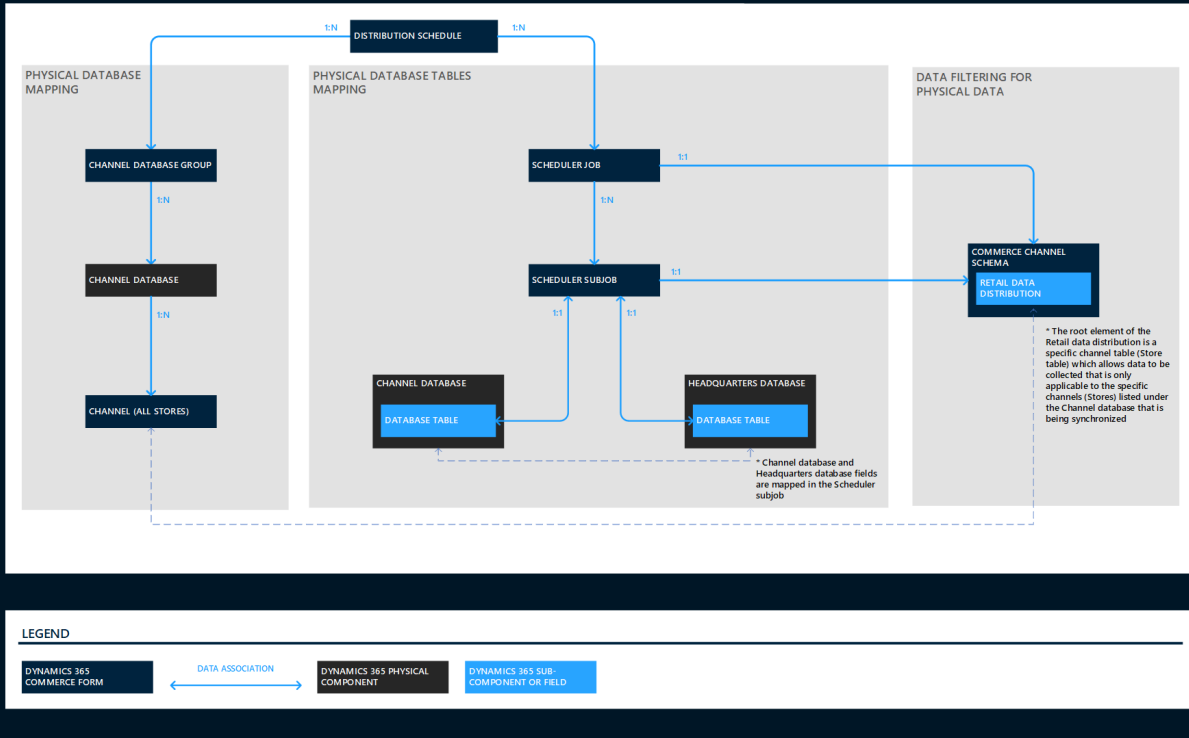 1:N
DISTRIBUTION SCHEDULE
1:N
PHYSICAL DATABASE
MAPPING
CHANNEL DATABASE GROUP
1:N
CHANNEL DATABASE
1:N
CHANNEL (ALL STORES)
PHYSICAL DATABASE TABLES
MAPPING
SCHEDULER JOB
1:1
1:N
SCHEDULER SUBJOB
1:1
1:1
1:1
CHANNEL DATABASE
DATABASE TABLE
HEADQUARTERS DATABASE
DATABASE TABLE
* Channel database and
Headquarters database fields
are mapped in the Scheduler
subjob
DATA FILTERING FOR
PHYSICAL DATA
COMMERCE CHANNEL
SCHEMA
RETAIL DATA
DISTRIBUTION
* The root element of the
Retail data distribution is a
specific channel table (Store
table) which allows data to be
collected that is only
applicable to the specific
channels (Stores) listed under
the Channel database that is
being synchronized
LEGEND
DYNAMICS 365
COMMERCE FORM
DATA ASSOCIATION
DYNAMICS 365 PHYSICAL
COMPONENT
DYNAMICS 365 SUB-
COMPONENT OR FIELD